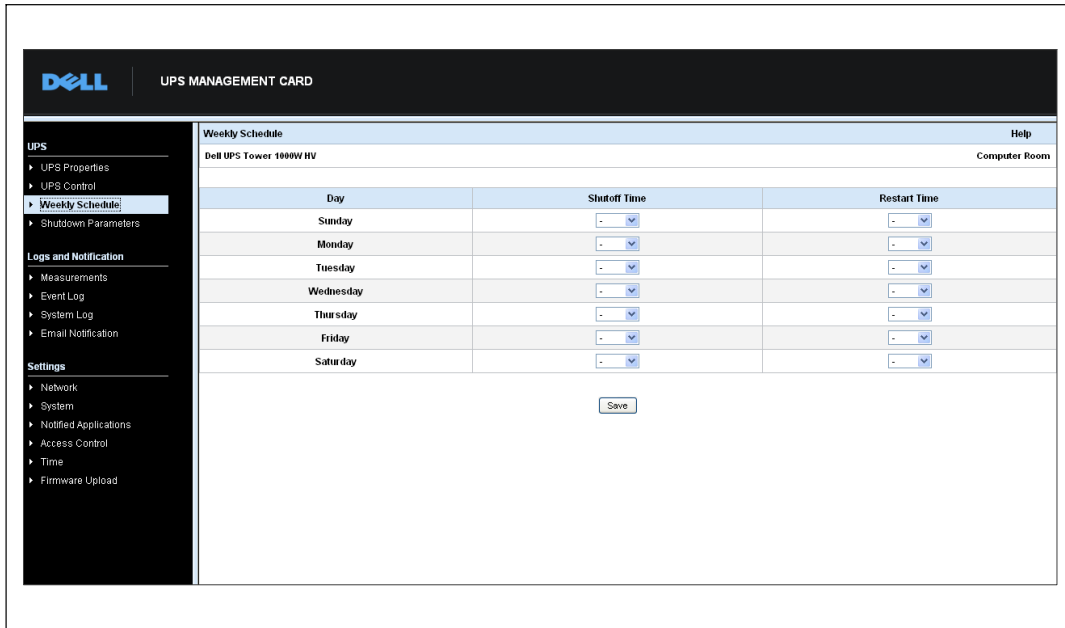 DELL
UPS MANAGEMENT CARD
UPS
UPS Properties
UPS Control
Weekly Schedule
Shutdown Parameters
Logs and Notification
Measurements
Event Log
System Log
Email Notification
Settings
Network
System
Notified Applications
Access Control
Time
Firmware Upload
Weekly Schedule Help
Dell UPS Tower 1000W HV Computer Room
Day Shutoff Time Restart Time
Sunday - -
Monday - -
Tuesday - -
Wednesday - -
Thursday - -
Friday - -
Saturday - -
Save